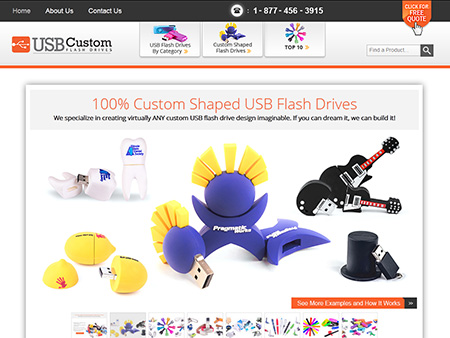 Home About Us Contact Us 1 - 877 - 456 - 3915
CLICK FOR
FREE
QUOTE
USB Custom
FLASH DRIVES
USB Flash Drives
By Category
Custom Shaped
Flash Drives
TOP 10
Find a Product...
100% Custom Shaped USB Flash Drives
We specialize in creating virtually ANY custom USB flash drive design imaginable. If you can dream it, we can build it!
Pragmatic
Works
See More Examples and How It Works